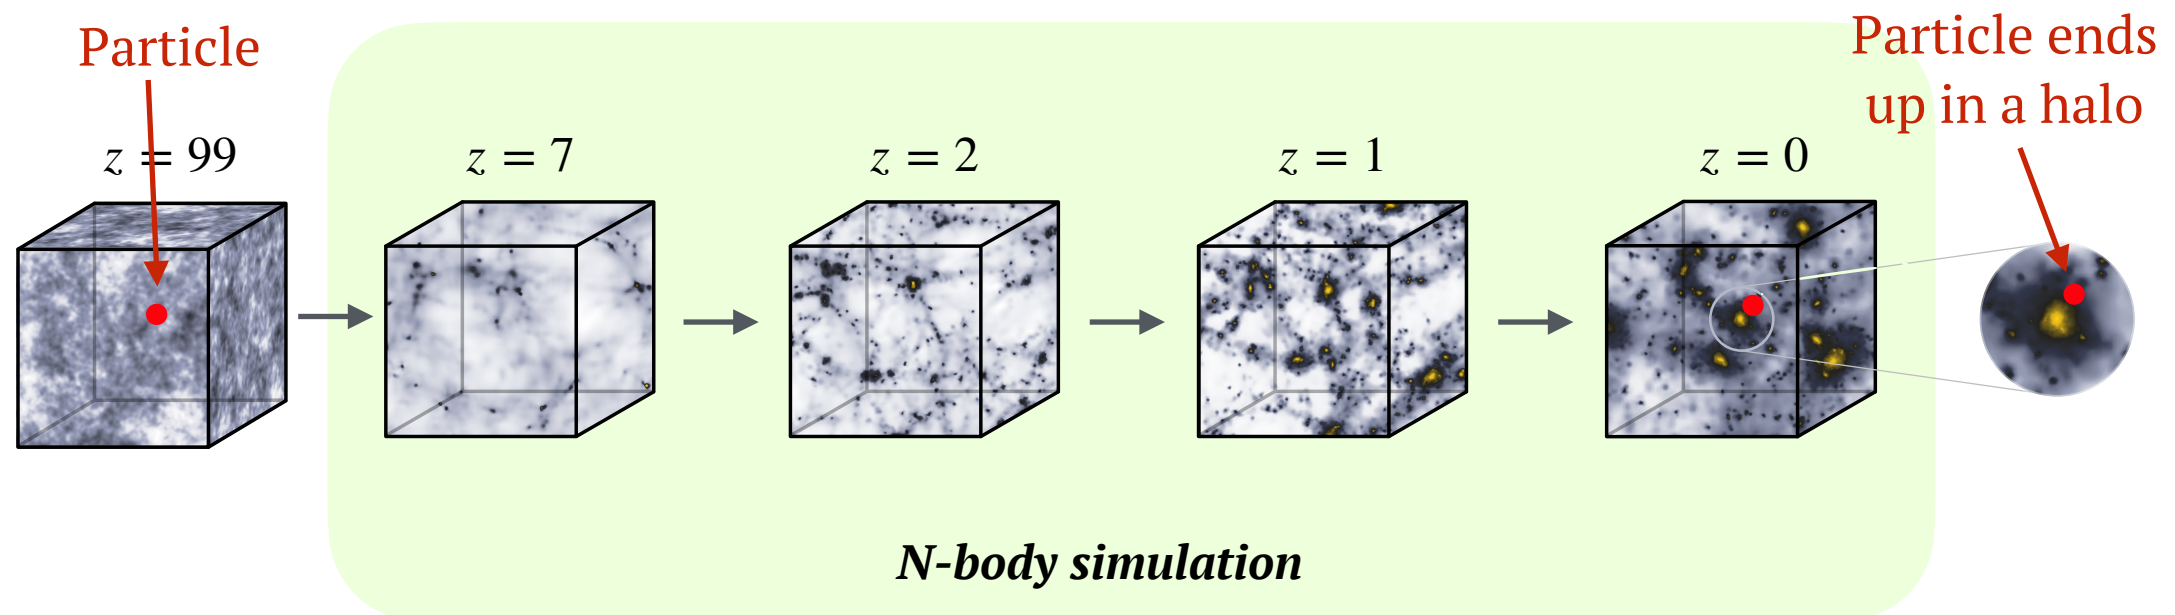 Particle
Particle ends
up in a halo
z = 99
z = 7
z = 2
z = 1
z = 0
N-body simulation